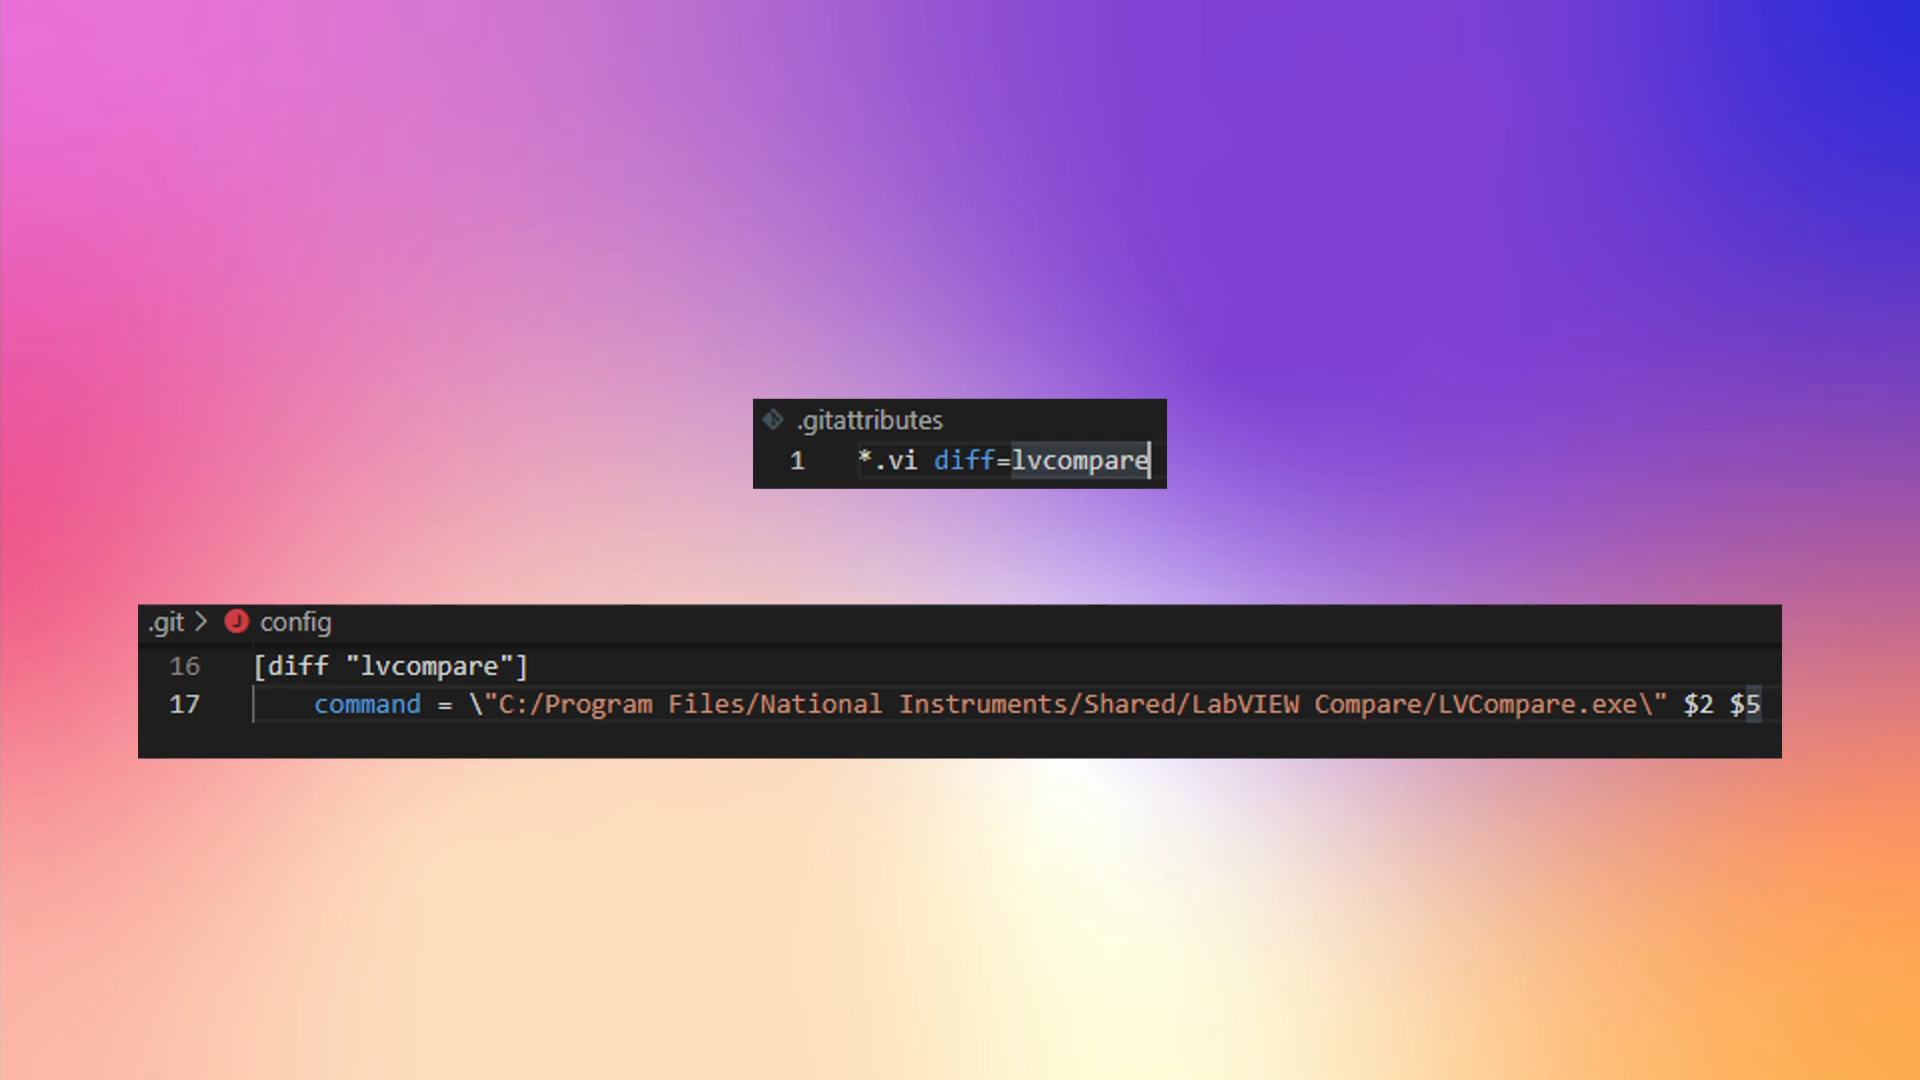 .gitattributes
1 *.vi diff=lvcompare
.git > config
16 [diff "lvcompare"]
17 command = \"C:/Program Files/National Instruments/Shared/LabVIEW Compare/LVCompare.exe\" $2 $5